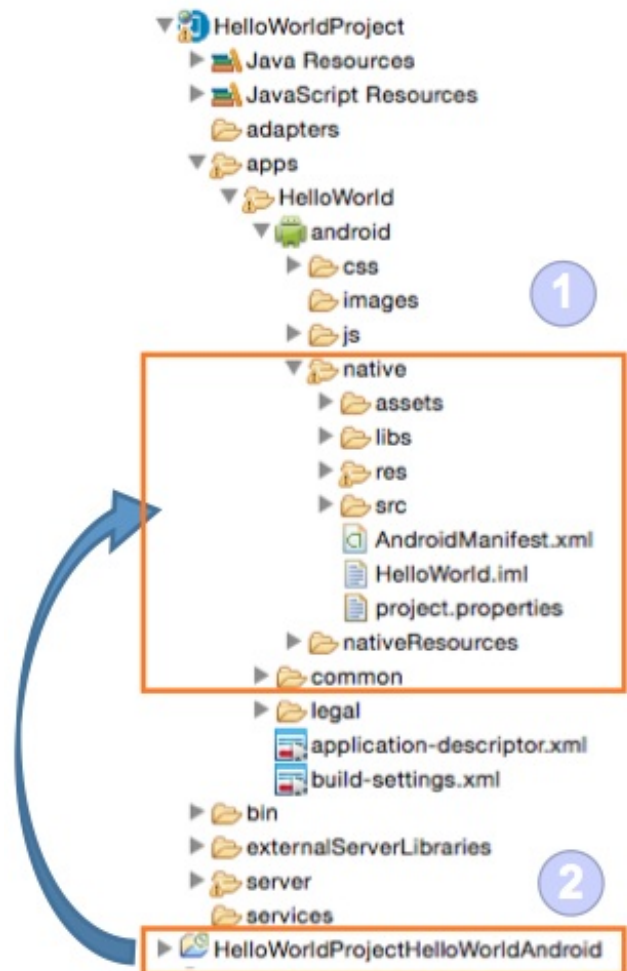 HelloWorldProject
Java Resources
JavaScript Resources
adapters
apps
HelloWorld
android
css
images
1
js
native
assets
libs
res
src
AndroidManifest.xml
HelloWorld.iml
project.properties
nativeResources
common
legal
application-descriptor.xml
build-settings.xml
bin
externalServerLibraries
server
2
services
HelloWorldProjectHelloWorldAndroid